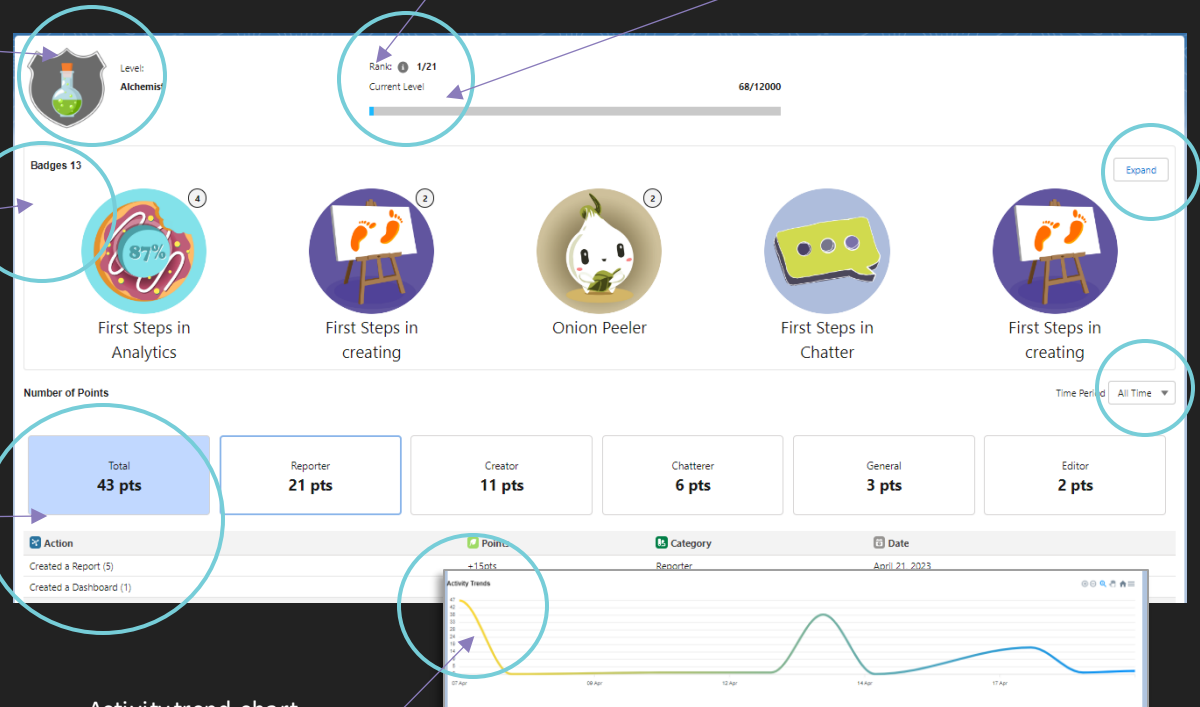 Level:
Alchemist
Rank: 1/21
Current Level
68/12000
Badges 13
Expand
4
2
2
87%
First Steps in
Analytics
First Steps in
creating
Onion Peeler
First Steps in
Chatter
First Steps in
creating
Number of Points
Time Period
All Time
Total
43 pts
Reporter
21 pts
Creator
11 pts
Chatterer
6 pts
General
3 pts
Editor
2 pts
Action
Points
Category
Date
Created a Report (5)
+15pts
Reporter
April 21, 2023
Created a Dashboard (1)
Activity Trends
47
42
07 Apr
09 Apr
12 Apr
14 Apr
17 Apr
Activity trend chart